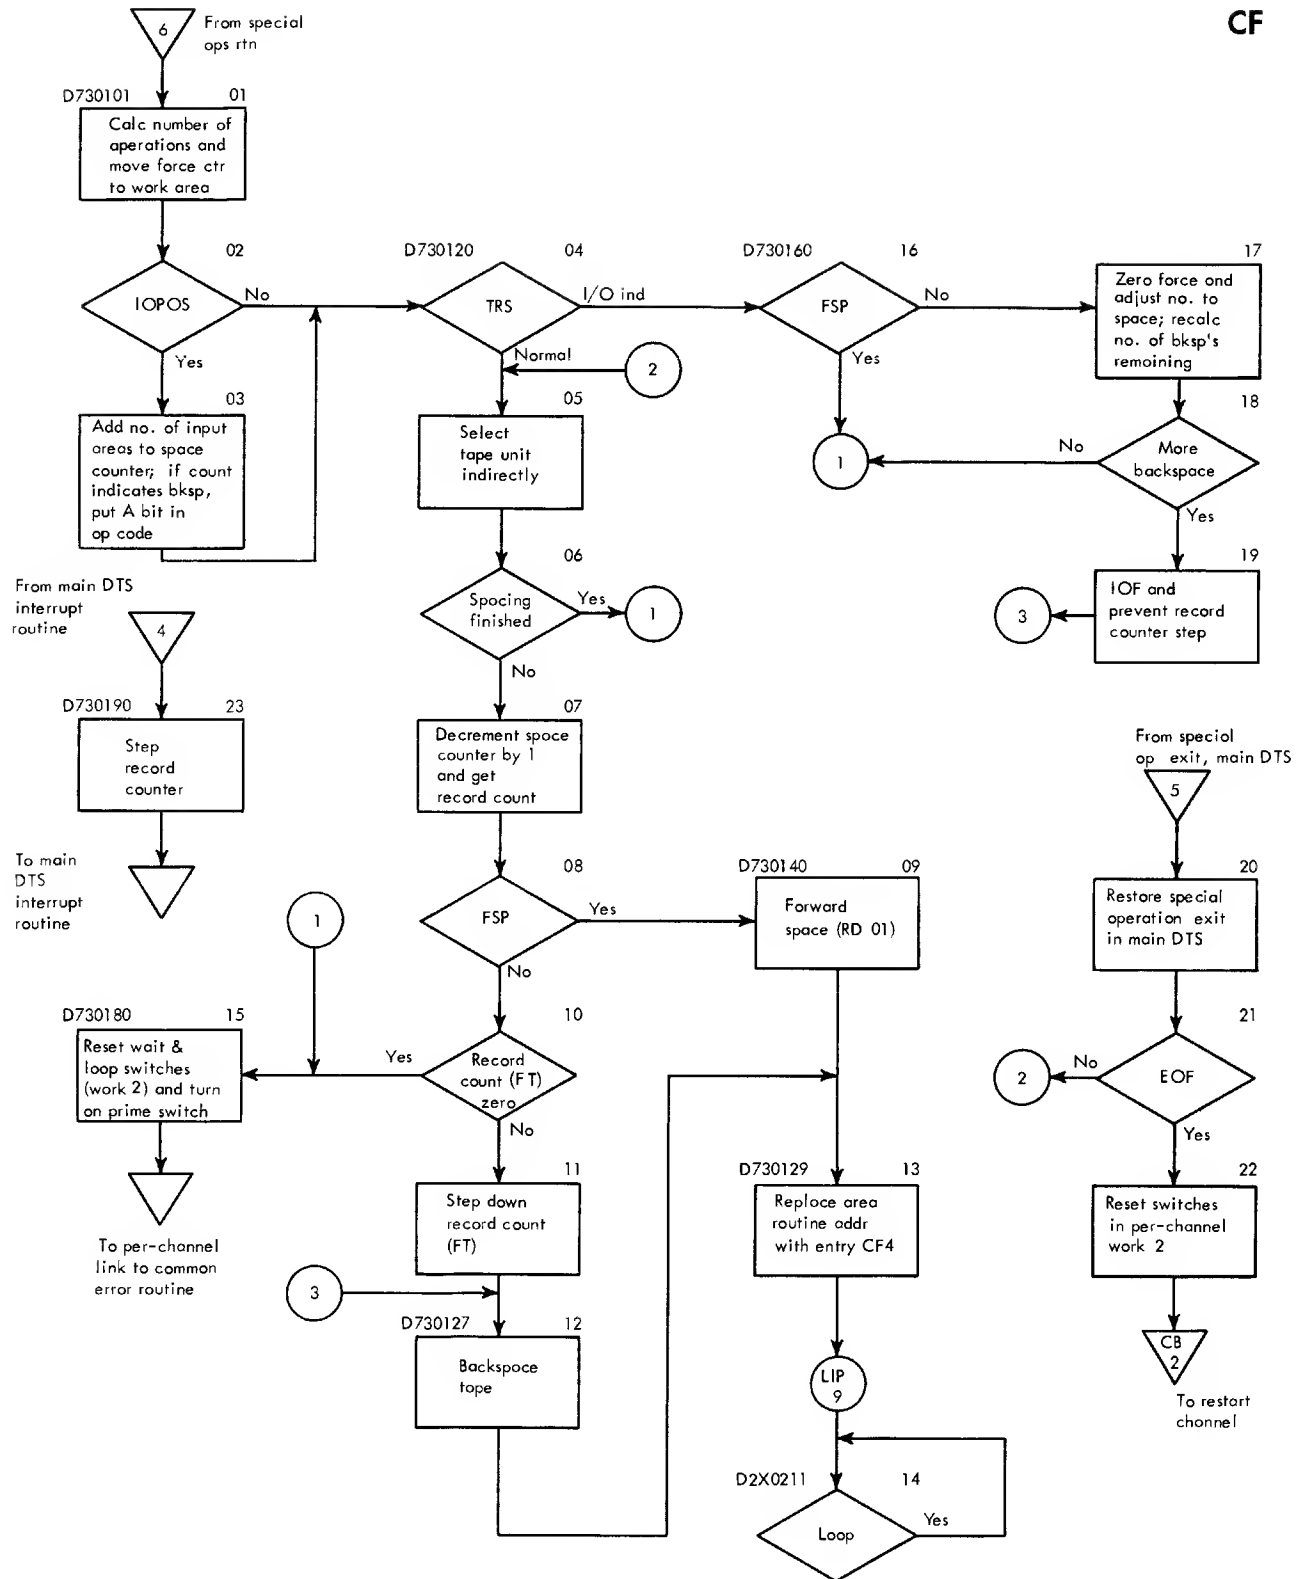 CF
6
From special
ops rtn
D730101
01
Calc number of
aperations and
move force ctr
to work area
02
IOPOS
No
Yes
03
Add no. of input
areas to space
counter; if count
indicates bksp,
put A bit in
op code
D730120
04
TRS
I/O ind
Normal
2
D730160
16
FSP
No
Yes
1
17
Zero force ond
adjust no. to
space; recalc
no. of bksp's
remaining
18
More
backspace
No
Yes
19
IOF and
prevent record
counter step
3
05
Select
tape unit
indirectly
06
Spocing
finished
Yes
1
No
07
Decrement spoce
counter by 1
and get
record count
From main DTS
interrupt
routine
4
D730190
23
Step
record
counter
To main
DTS
interrupt
routine
08
FSP
Yes
No
D730140
09
Forward
space (RD 01)
1
10
Record
count (FT)
zero
Yes
No
D730180
15
Reset wait &
loop switches
(work 2) and turn
on prime switch
To per-channel
link to common
error routine
11
Step down
record count
(FT)
3
D730127
12
Backspoce
tope
D730129
13
Reploce area
routine addr
with entry CF4
LIP
9
D2X0211
14
Loop
Yes
From speciol
op exit, main DTS
5
20
Restore special
operation exit
in main DTS
21
EOF
No
2
Yes
22
Reset switches
in per-channel
work 2
CB
2
To restart
channel